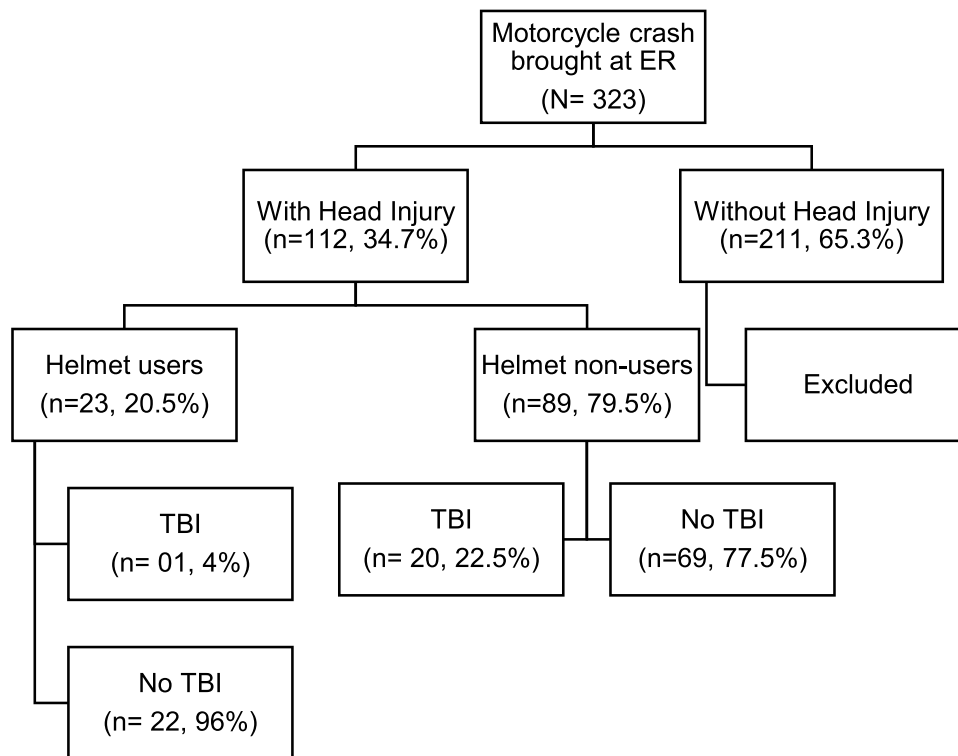 Motorcycle crash
brought at ER
(N= 323)
With Head Injury
(n=112, 34.7%)
Without Head Injury
(n=211, 65.3%)
Helmet users
(n=23, 20.5%)
Helmet non-users
(n=89, 79.5%)
Excluded
TBI
(n= 01, 4%)
TBI
(n= 20, 22.5%)
No TBI
(n=69, 77.5%)
No TBI
(n= 22, 96%)